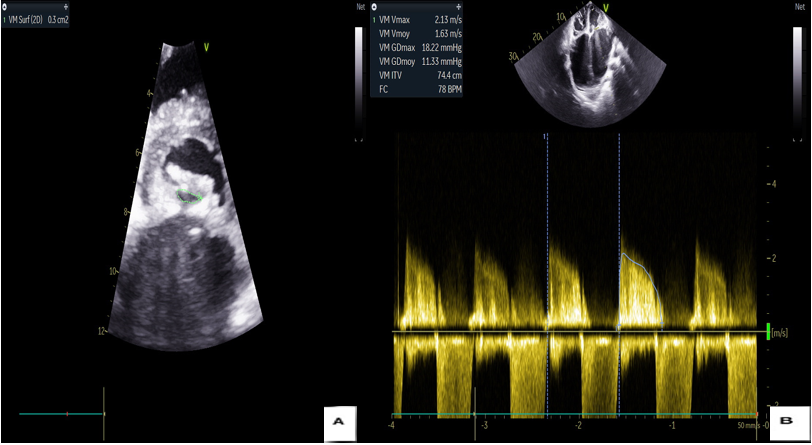 Net
1 VM Surf (2D) 0.3 cm2
V
4
6
8
10
12
A
Net
1 VM Vmax 2.13 m/s
VM Vmoy 1.63 m/s
VM GDmax 18.22 mmHg
VM GDmoy 11.33 mmHg
VM ITV 74.4 cm
FC 78 BPM
V
10
20
30
4
2
[m/s]
2
-4
-3
-2
-1
-0
50 mm/s
B